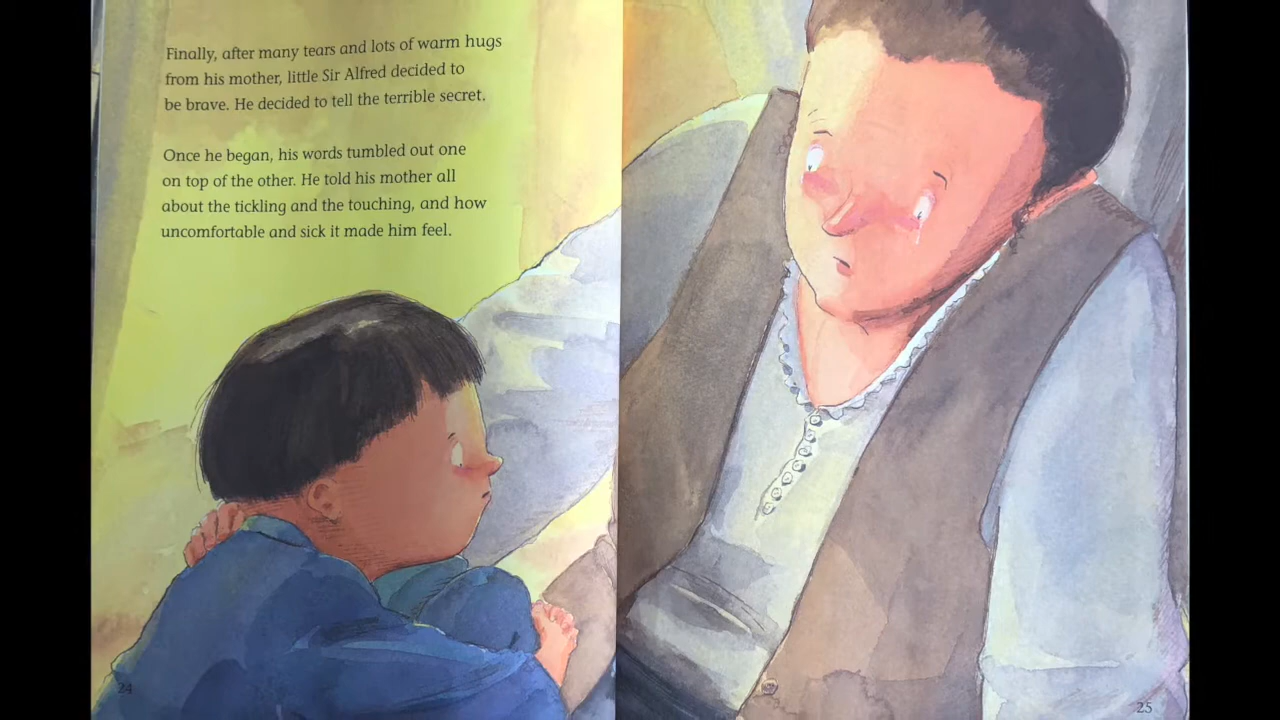 Finally, after many tears and lots of warm hugs
from his mother, little Sir Alfred decided to
be brave. He decided to tell the terrible secret.
Once he began, his words tumbled out one
on top of the other. He told his mother all
about the tickling and the touching, and how
uncomfortable and sick it made him feel.
24
25